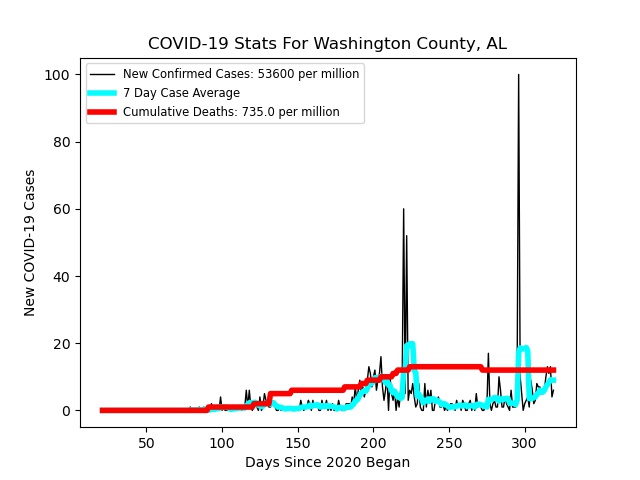 COVID-19 Stats For Washington County, AL
New Confirmed Cases: 53600 per million
7 Day Case Average
Cumulative Deaths: 735.0 per million
100
80
60
40
20
0
New COVID-19 Cases
50 100 150 200 250 300
Days Since 2020 Began